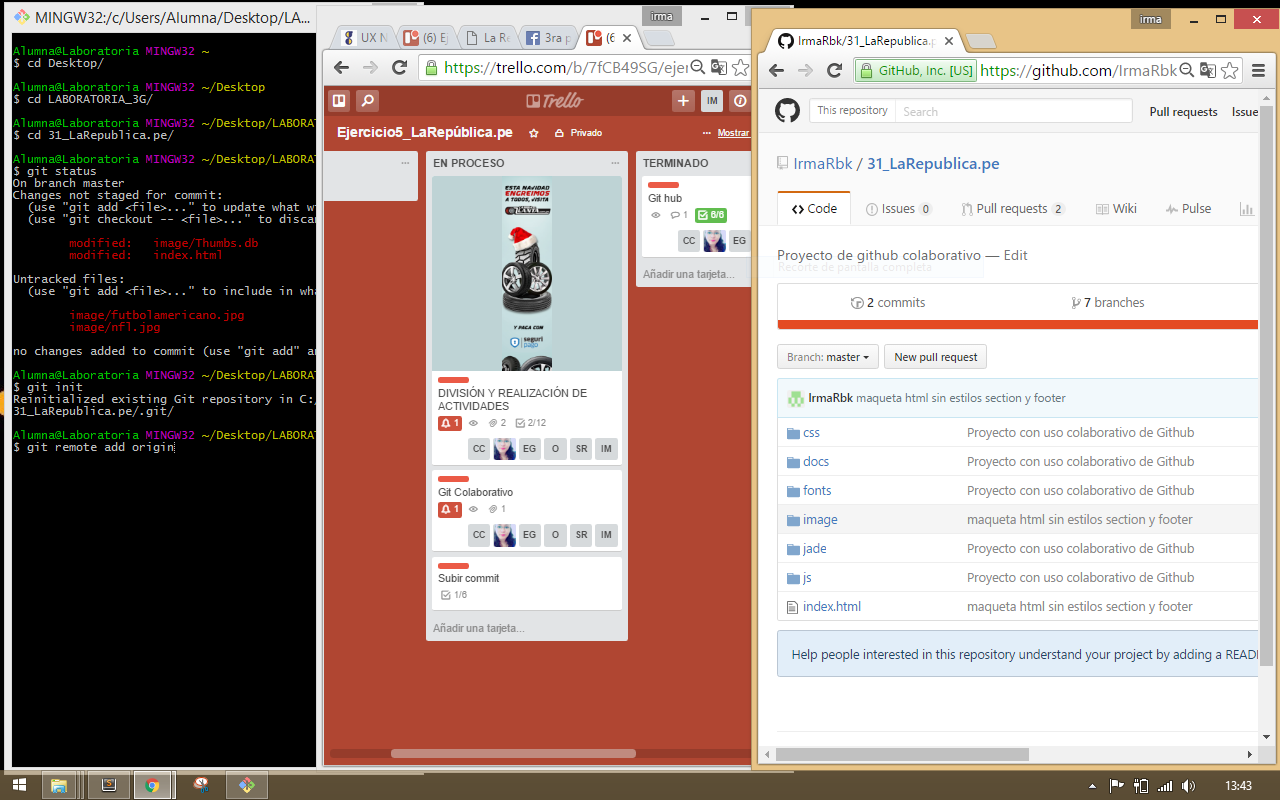 MINGW32:/c/Users/Alumna/Desktop/LA...
Alumna@Laboratoria MINGW32 ~
$ cd Desktop/
Alumna@Laboratoria MINGW32 ~/Desktop
$ cd LABORATORIA_3G/
Alumna@Laboratoria MINGW32 ~/Desktop/LABORAT
$ cd 31_LaRepublica.pe/
Alumna@Laboratoria MINGW32 ~/Desktop/LABORAT
$ git status
On branch master
Changes not staged for commit:
(use "git add <file>..." to update what w
(use "git checkout -- <file>..." to discar
modified: image/Thumbs.db
modified: index.html
Untracked files:
(use "git add <file>..." to include in wha
image/futbolamericano.jpg
image/nfl.jpg
no changes added to commit (use "git add" an
Alumna@Laboratoria MINGW32 ~/Desktop/LABORAT
$ git init
Reinitialized existing Git repository in C:/
31_LaRepublica.pe/.git/
Alumna@Laboratoria MINGW32 ~/Desktop/LABORAT
$ git remote add origin
irma
UX N
(6) Ej
La Re
3ra p
(6
https://trello.com/b/7fCB49SG/ejer
Trello
IM
Ejercicio5_LaRepública.pe
Privado
... Mostrar
EN PROCESO
ESTA NAVIDAD
ENGREIMOS
A TODOS, VISITA
Y PAGA CON
seguri
pago
DIVISIÓN Y REALIZACIÓN DE
ACTIVIDADES
1 2 2/12
CC EG O SR IM
Git Colaborativo
1 1
CC EG O SR IM
Subir commit
1/6
Añadir una tarjeta...
TERMINADO
Git hub
1 6/6
CC EG
Añadir una tarjeta...
irma
IrmaRbk/31_LaRepublica.p
GitHub, Inc. [US]
https://github.com/IrmaRbk
This repository
Search
Pull requests
Issue
IrmaRbk / 31_LaRepublica.pe
Code
Issues 0
Pull requests 2
Wiki
Pulse
Proyecto de github colaborativo — Edit
Recorte de pantalla completa
2 commits
7 branches
Branch: master
New pull request
IrmaRbk maqueta html sin estilos section y footer
css Proyecto con uso colaborativo de Github
docs Proyecto con uso colaborativo de Github
fonts Proyecto con uso colaborativo de Github
image maqueta html sin estilos section y footer
jade Proyecto con uso colaborativo de Github
js Proyecto con uso colaborativo de Github
index.html maqueta html sin estilos section y footer
Help people interested in this repository understand your project by adding a READ
13:43